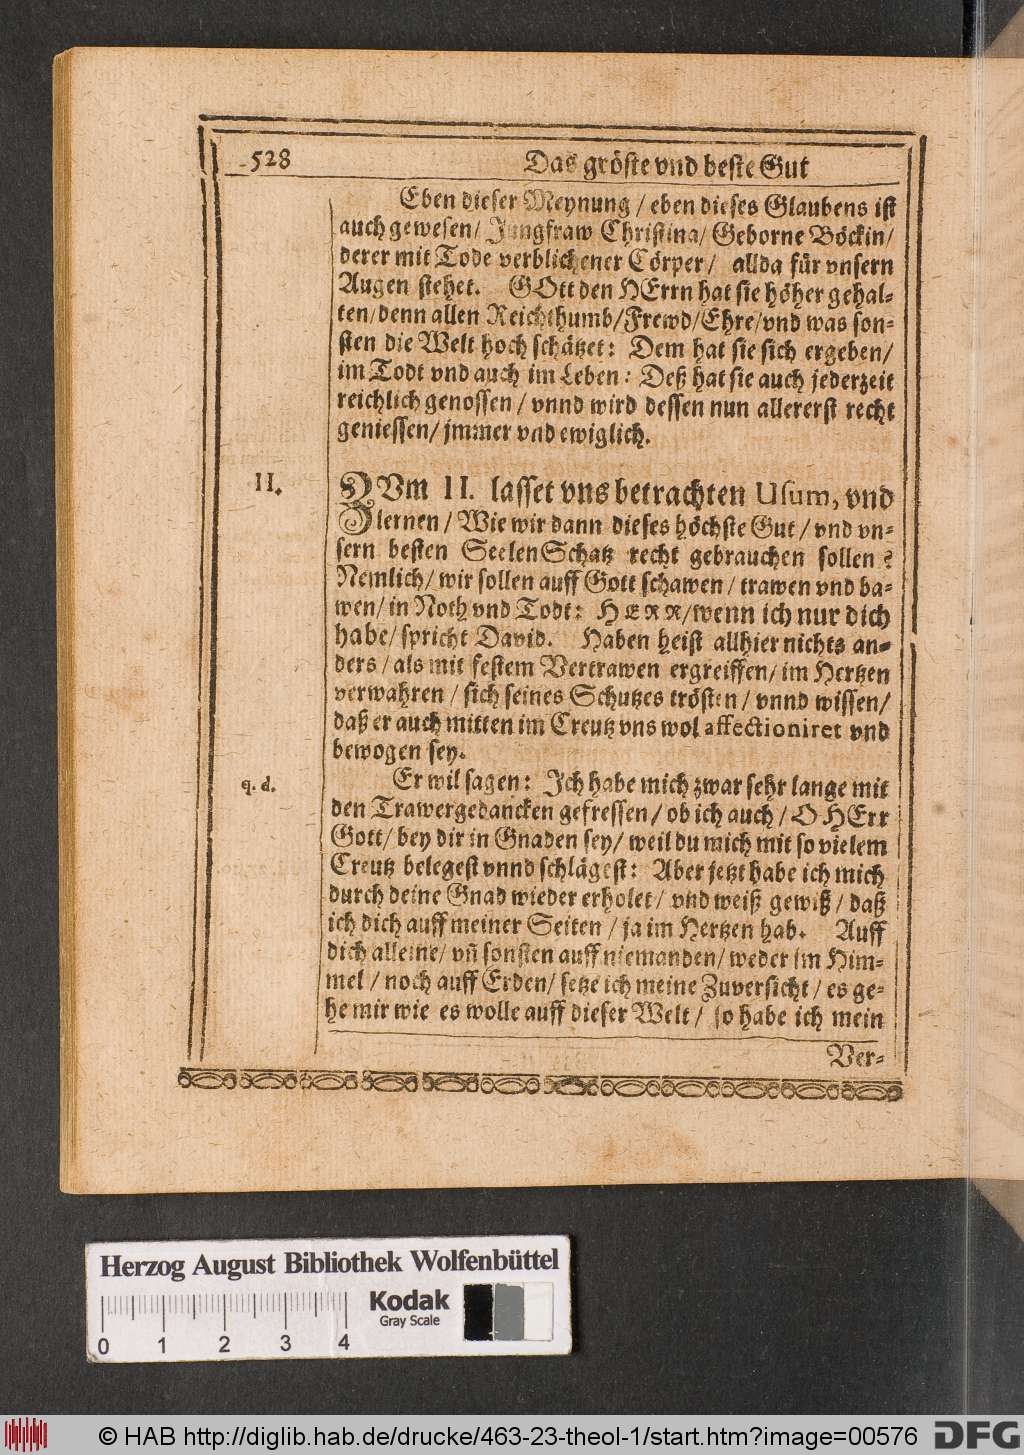 528
Das gröste vnd beste Gut
Eben dieser Meynung / eben dieses Glaubens ist
auch gewesen/ Jungfraw Christina/ Geborne Böckin/
derer mit Tode verblichener Cörper / allda für vnsern
Augen stehet. GOtt den HErrn hat sie höher gehal-
ten/denn allen Reichthumb/Frewd/Ehre/vnd was son-
sten die Welt hoch schätzet: Dem hat sie sich ergeben/
im Todt vnd auch im Leben: Deß hat sie auch jederzeit
reichlich genossen / vnnd wird dessen nun allererst recht
geniessen/ jmmer vnd ewiglich.
II.
ZVm II. lasset vns betrachten Usum, vnd
lernen / Wie wir dann dieses höchste Gut / vnd vn-
sern besten SeelenSchatz recht gebrauchen sollen?
Nemlich/ wir sollen auff Gott schawen / trawen vnd ba-
wen/ in Noth vnd Todt: HERR/wenn ich nur dich
habe/ spricht David. Haben heist allhier nichts an-
ders / als mit festem Vertrawen ergreiffen/ im Hertzen
verwahren / sich seines Schutzes trösten / vnnd wissen/
daß er auch mitten im Creutz vns wol affectioniret vnd
bewogen sey.
q. d.
Er wil sagen: Ich habe mich zwar sehr lange mit
den Trawergedancken gefressen / ob ich auch / O HErr
Gott/ bey dir in Gnaden sey/ weil du mich mit so vielem
Creutz belegest vnnd schlägest: Aber jetzt habe ich mich
durch deine Gnad wieder erholet/ vnd weiß gewiß / daß
ich dich auff meiner Seiten / ja im Hertzen hab. Auff
dich alleine/ vñ sonsten auff niemanden/ weder im Him-
mel / noch auff Erden/ setze ich meine Zuversicht / es ge-
he mir wie es wolle auff dieser Welt / so habe ich mein
Ver-
Herzog August Bibliothek Wolfenbüttel
Kodak
Gray Scale
0 1 2 3 4
© HAB http://diglib.hab.de/drucke/463-23-theol-1/start.htm?image=00576
DFG